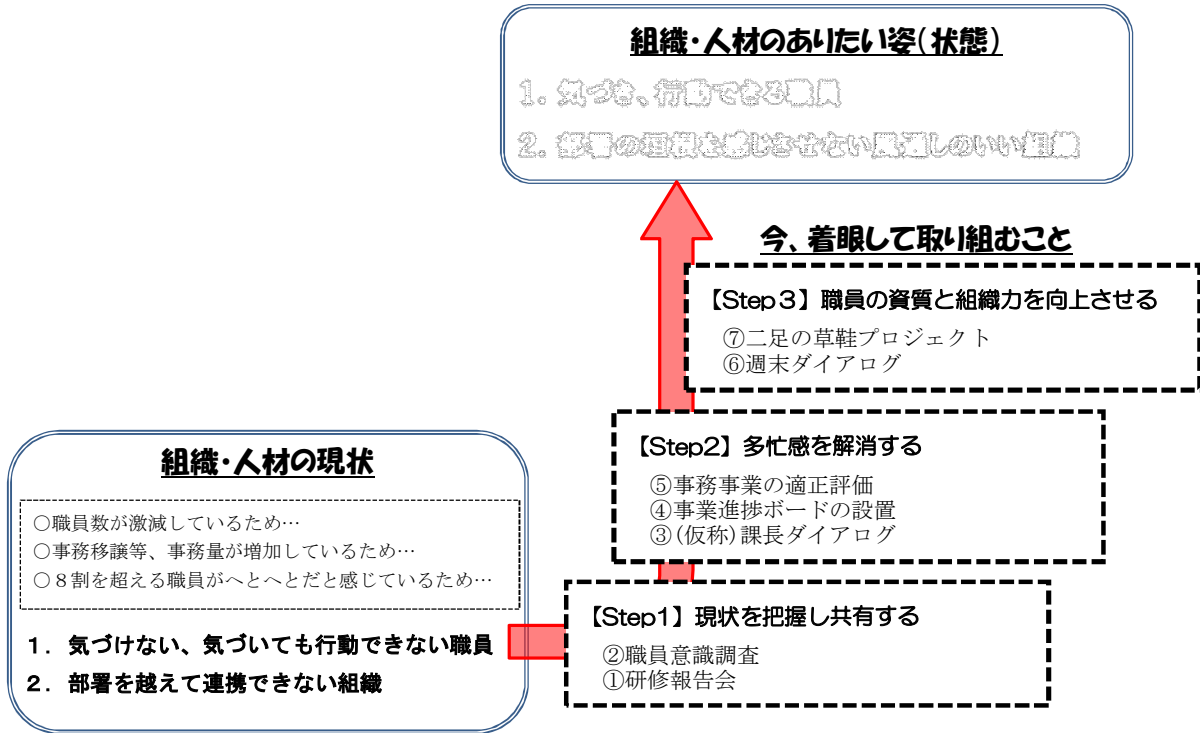 組織・人材のありたい姿(状態)
1. 気づき、行動できる職員
2. 部署の垣根を感じさせない風通しのいい組織
今、着眼して取り組むこと
【Step3】職員の資質と組織力を向上させる
⑦二足の草鞋プロジェクト
⑥週末ダイアログ
【Step2】多忙感を解消する
⑤事務事業の適正評価
④事業進捗ボードの設置
③(仮称)課長ダイアログ
【Step1】現状を把握し共有する
②職員意識調査
①研修報告会
組織・人材の現状
○職員数が激減しているため…
○事務移譲等、事務量が増加しているため…
○8割を超える職員がへとへとだと感じているため…
1. 気づけない、気づいても行動できない職員
2. 部署を越えて連携できない組織